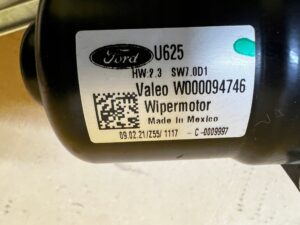 Ford U625
HW:2.3 SW7.0D1
Valeo W000094746
Wipermotor
Made in Mexico
09.02.21/Z55/1117 -C-0009997